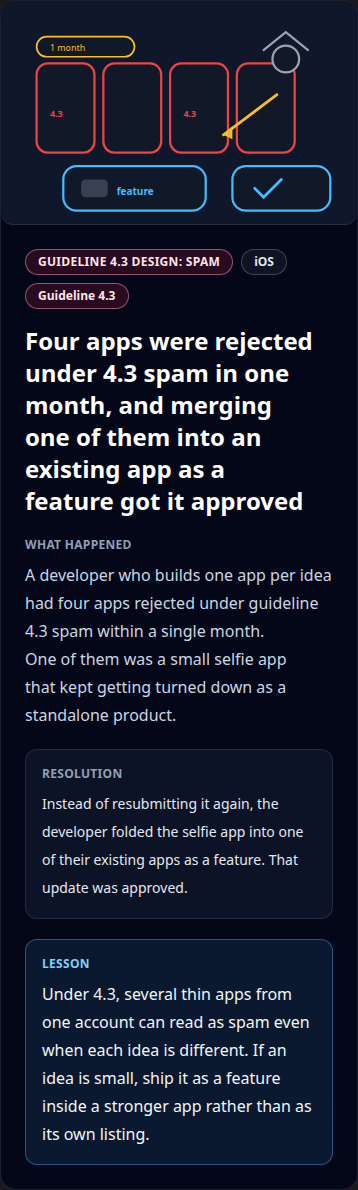 1 month
4.3
4.3
feature
GUIDELINE 4.3 DESIGN: SPAM
iOS
Guideline 4.3
Four apps were rejected
under 4.3 spam in one
month, and merging
one of them into an
existing app as a
feature got it approved
WHAT HAPPENED
A developer who builds one app per idea
had four apps rejected under guideline
4.3 spam within a single month.
One of them was a small selfie app
that kept getting turned down as a
standalone product.
RESOLUTION
Instead of resubmitting it again, the
developer folded the selfie app into one
of their existing apps as a feature. That
update was approved.
LESSON
Under 4.3, several thin apps from
one account can read as spam even
when each idea is different. If an
idea is small, ship it as a feature
inside a stronger app rather than as
its own listing.